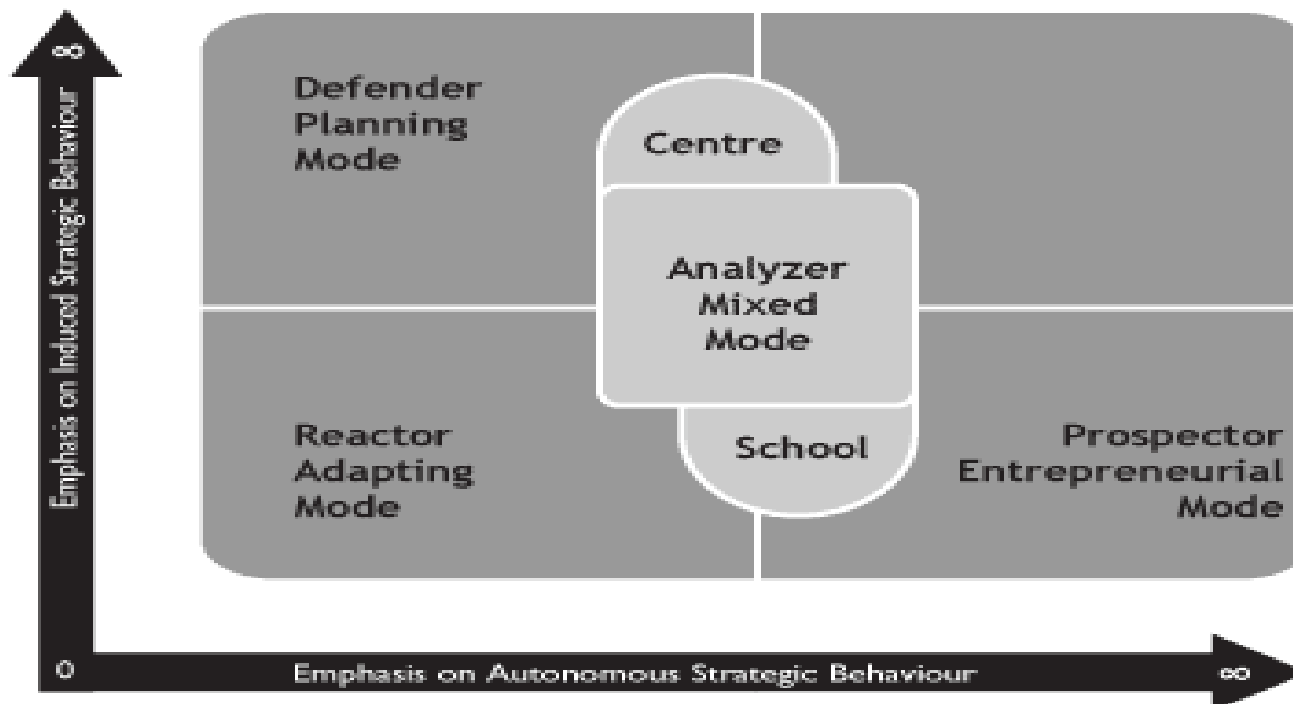 ∞
Emphasis on Induced Strategic Behaviour
Defender
Planning
Mode
Centre
Analyzer
Mixed
Mode
Reactor
Adapting
Mode
School
Prospector
Entrepreneurial
Mode
0
Emphasis on Autonomous Strategic Behaviour
∞